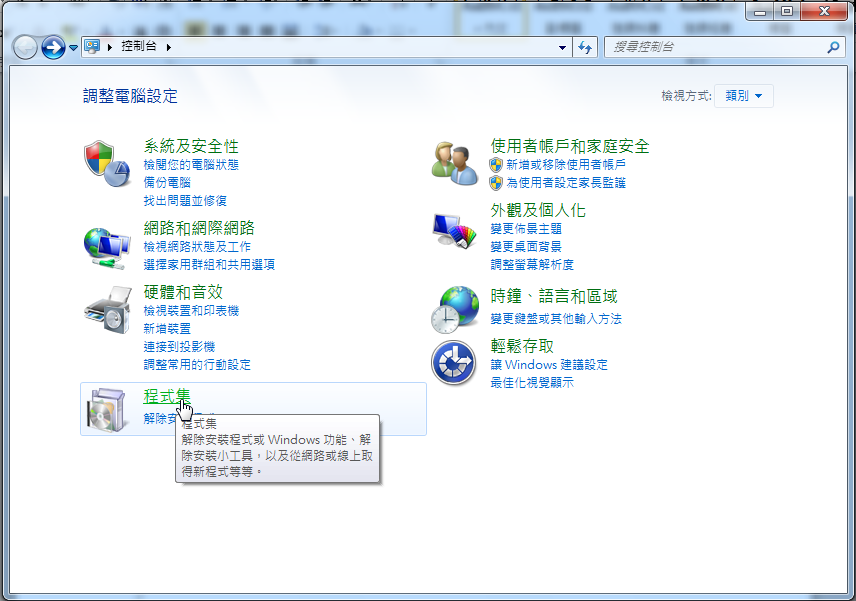 控制台
搜尋控制台
調整電腦設定
檢視方式: 類別
系統及安全性
檢閱您的電腦狀態
備份電腦
找出問題並修復
網路和網際網路
檢視網路狀態及工作
選擇家用群組和共用選項
硬體和音效
檢視裝置和印表機
新增裝置
連接到投影機
調整常用的行動設定
程式集
解除安
程式集
解除安裝程式或 Windows 功能、解
除安裝小工具，以及從網路或線上取
得新程式等等。
使用者帳戶和家庭安全
新增或移除使用者帳戶
為使用者設定家長監護
外觀及個人化
變更佈景主題
變更桌面背景
調整螢幕解析度
時鐘、語言和區域
變更鍵盤或其他輸入方法
輕鬆存取
讓 Windows 建議設定
最佳化視覺顯示